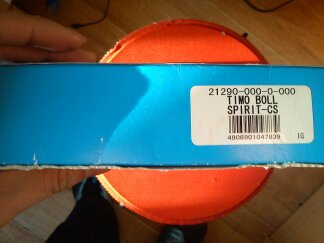 21290-000-0-000
TIMO BOLL
SPIRIT-CS
4906901047839
IG